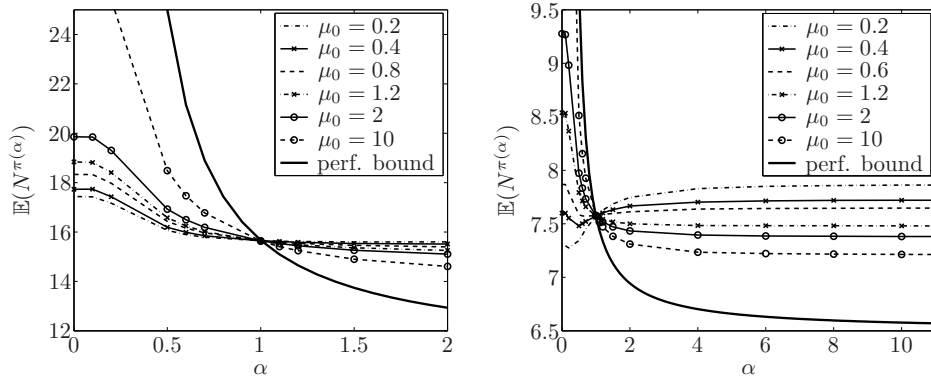 24
22
20
18
16
14
12
0
0.5
1
1.5
2
α
𝔼(N^{π(α)})
μ₀ = 0.2
μ₀ = 0.4
μ₀ = 0.8
μ₀ = 1.2
μ₀ = 2
μ₀ = 10
perf. bound
9.5
9
8.5
8
7.5
7
6.5
0
2
4
6
8
10
α
𝔼(N^{π(α)})
μ₀ = 0.2
μ₀ = 0.4
μ₀ = 0.6
μ₀ = 1.2
μ₀ = 2
μ₀ = 10
perf. bound